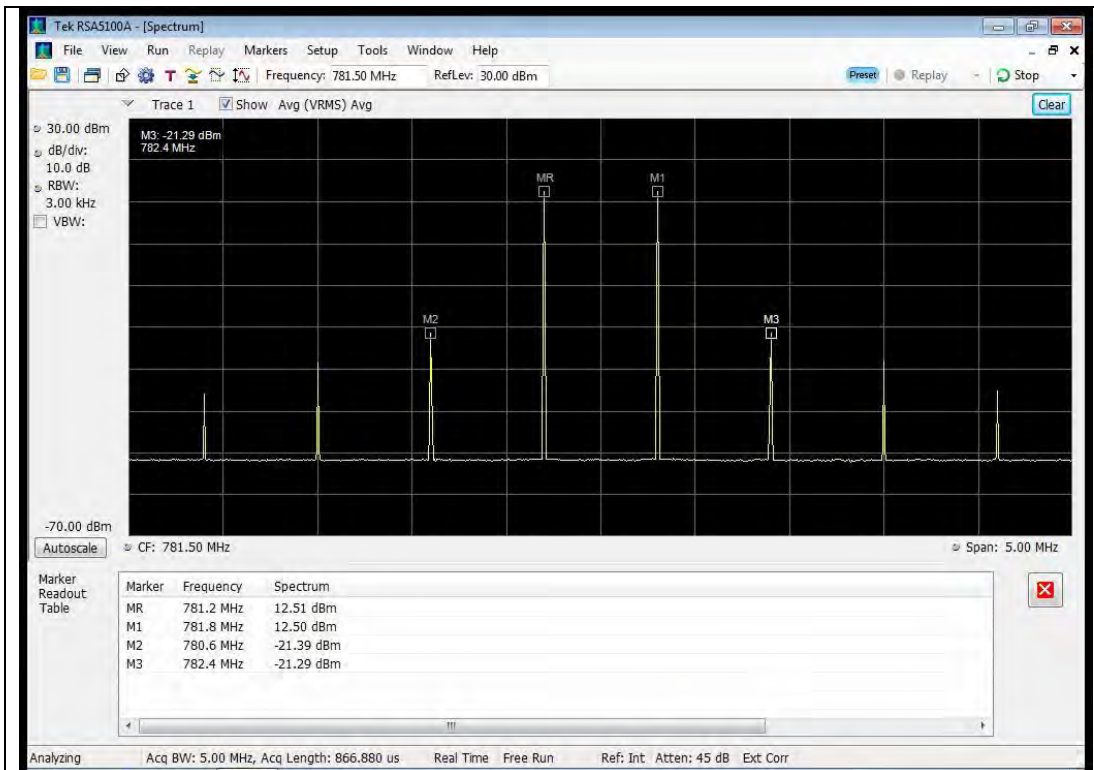 Tek RSA5100A - [Spectrum]
File View Run Replay Markers Setup Tools Window Help
T Frequency: 781.50 MHz RefLev: 30.00 dBm Preset Replay Stop
Trace 1 Show Avg (VRMS) Avg Clear
30.00 dBm
dB/div:
10.0 dB
RBW:
3.00 kHz
VBW:
M3: -21.29 dBm
782.4 MHz
MR M1
M2 M3
-70.00 dBm
Autoscale CF: 781.50 MHz Span: 5.00 MHz
Marker
Readout
Table
Marker Frequency Spectrum
MR 781.2 MHz 12.51 dBm
M1 781.8 MHz 12.50 dBm
M2 780.6 MHz -21.39 dBm
M3 782.4 MHz -21.29 dBm
Analyzing Acq BW: 5.00 MHz, Acq Length: 866.880 us Real Time Free Run Ref: Int Atten: 45 dB Ext Corr